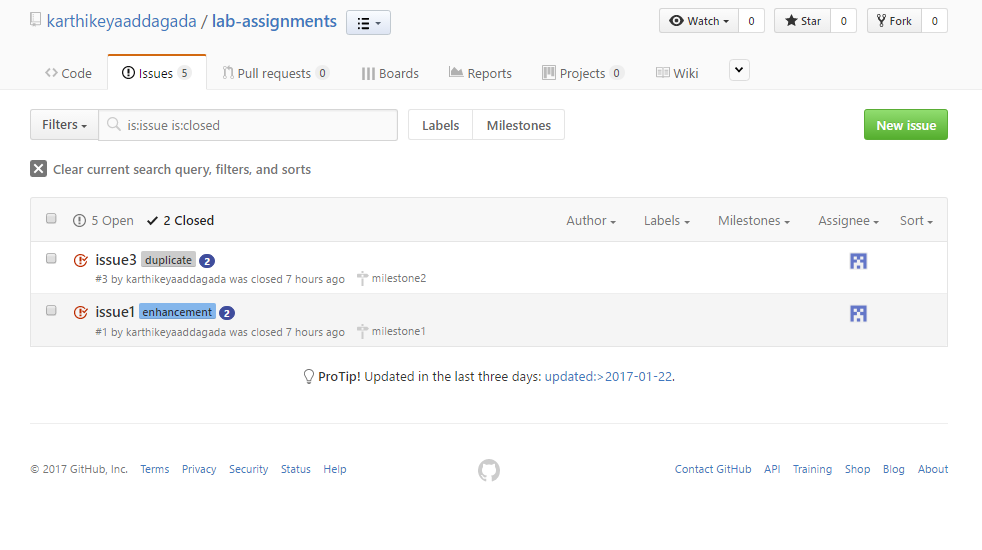 karthikeyaaddagada / lab-assignments
Watch 0 Star 0 Fork 0
Code Issues 5 Pull requests 0 Boards Reports Projects 0 Wiki
Filters is:issue is:closed Labels Milestones New issue
Clear current search query, filters, and sorts
5 Open 2 Closed Author Labels Milestones Assignee Sort
issue3 duplicate 2
#3 by karthikeyaaddagada was closed 7 hours ago milestone2
issue1 enhancement 2
#1 by karthikeyaaddagada was closed 7 hours ago milestone1
ProTip! Updated in the last three days: updated:>2017-01-22.
© 2017 GitHub, Inc. Terms Privacy Security Status Help Contact GitHub API Training Shop Blog About